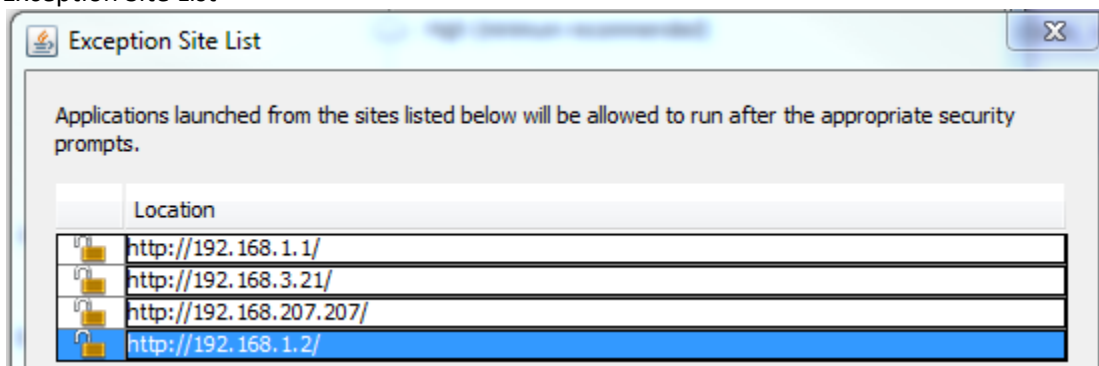 Exception Site List
Exception Site List
Applications launched from the sites listed below will be allowed to run after the appropriate security
prompts.
Location
http://192.168.1.1/
http://192.168.3.21/
http://192.168.207.207/
http://192.168.1.2/